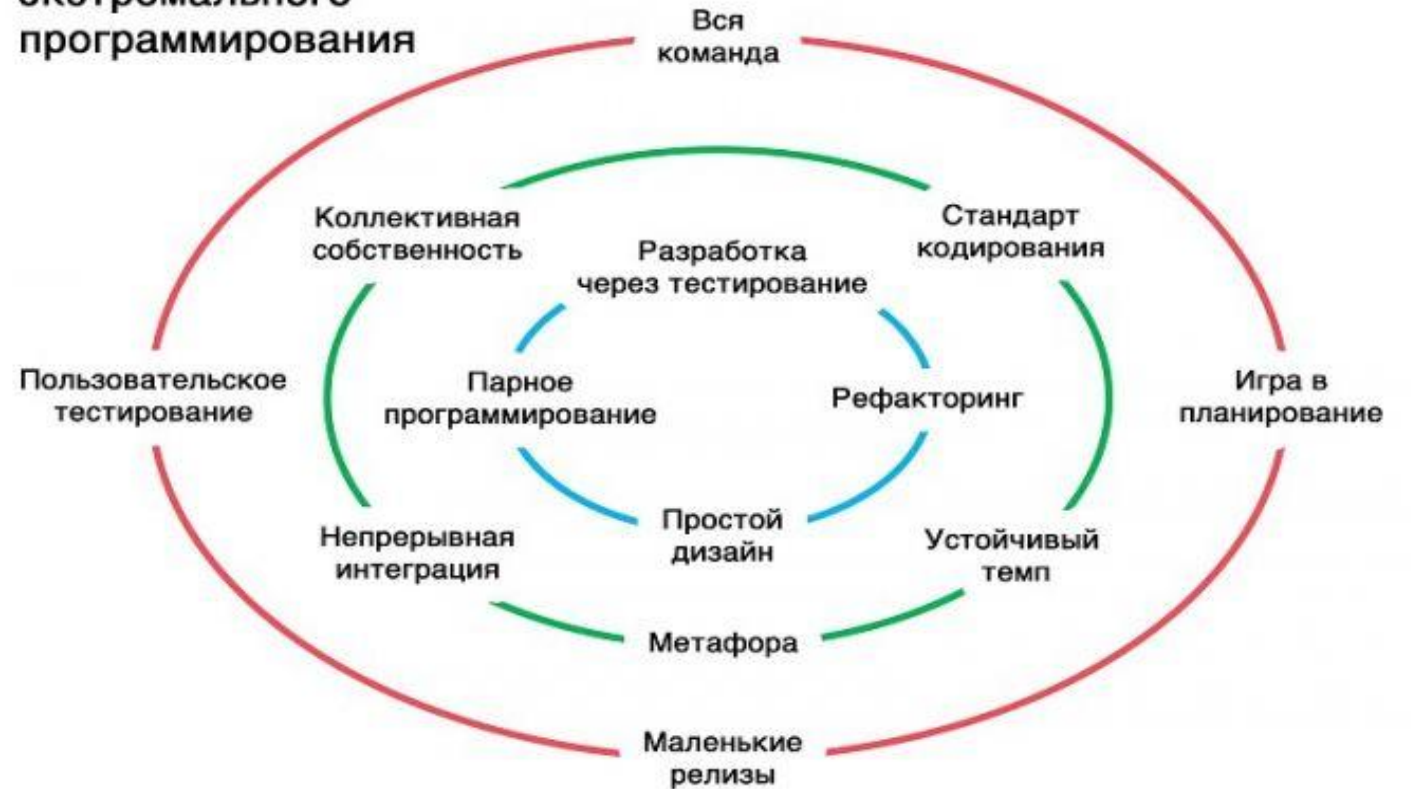 экстремального
программирования
Вся
команда
Коллективная
собственность
Стандарт
кодирования
Разработка
через тестирование
Пользовательское
тестирование
Парное
программирование
Рефакторинг
Игра в
планирование
Непрерывная
интеграция
Простой
дизайн
Устойчивый
темп
Метафора
Маленькие
релизы